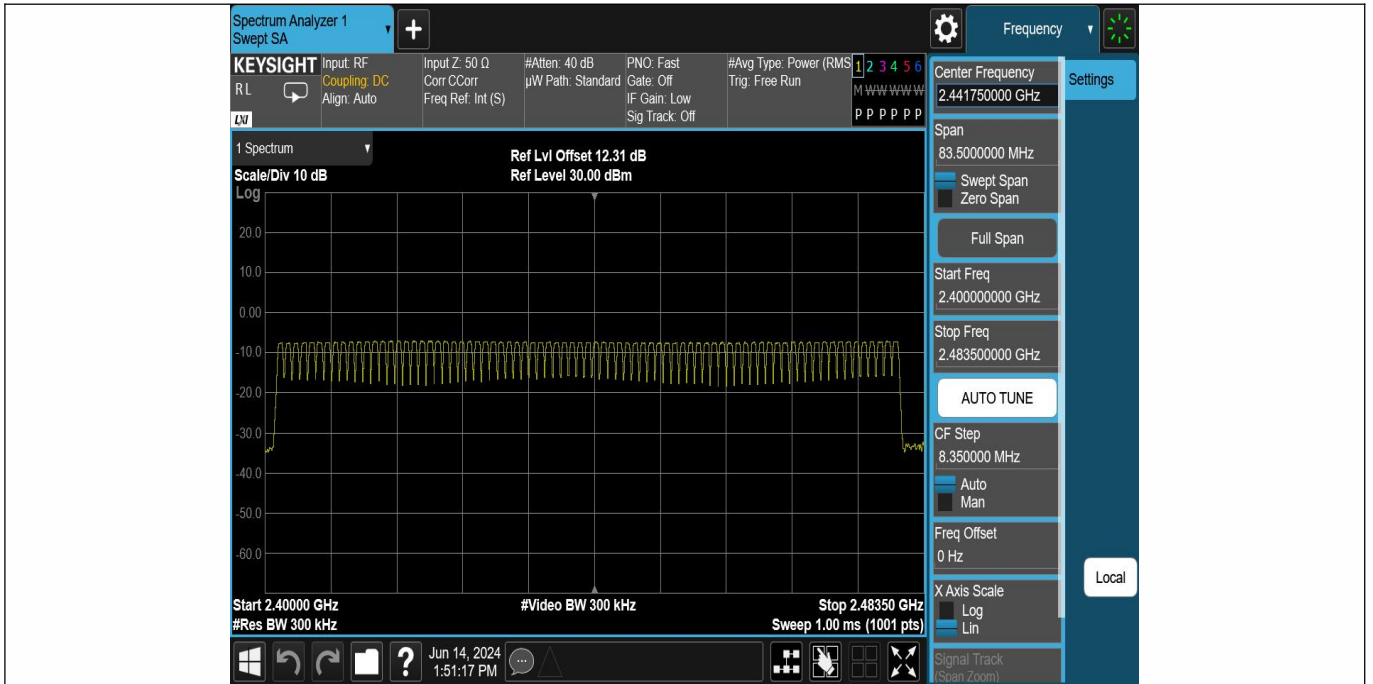 Spectrum Analyzer 1
Swept SA
+
Frequency
KEYSIGHT
RL
LXI
Input: RF
Coupling: DC
Align: Auto
Input Z: 50 Ω
Corr CCorr
Freq Ref: Int (S)
#Atten: 40 dB
µW Path: Standard
PNO: Fast
Gate: Off
IF Gain: Low
Sig Track: Off
#Avg Type: Power (RMS
Trig: Free Run
1 2 3 4 5 6
M W W W W W
P P P P P P
Center Frequency
2.441750000 GHz
Settings
Span
83.5000000 MHz
Swept Span
Zero Span
Full Span
Start Freq
2.400000000 GHz
Stop Freq
2.483500000 GHz
AUTO TUNE
CF Step
8.350000 MHz
Auto
Man
Freq Offset
0 Hz
X Axis Scale
Log
Lin
Signal Track
(Span Zoom)
Local
1 Spectrum
Scale/Div 10 dB
Ref Lvl Offset 12.31 dB
Ref Level 30.00 dBm
Log
20.0
10.0
0.00
-10.0
-20.0
-30.0
-40.0
-50.0
-60.0
Start 2.40000 GHz
#Video BW 300 kHz
Stop 2.48350 GHz
#Res BW 300 kHz
Sweep 1.00 ms (1001 pts)
?
Jun 14, 2024
1:51:17 PM